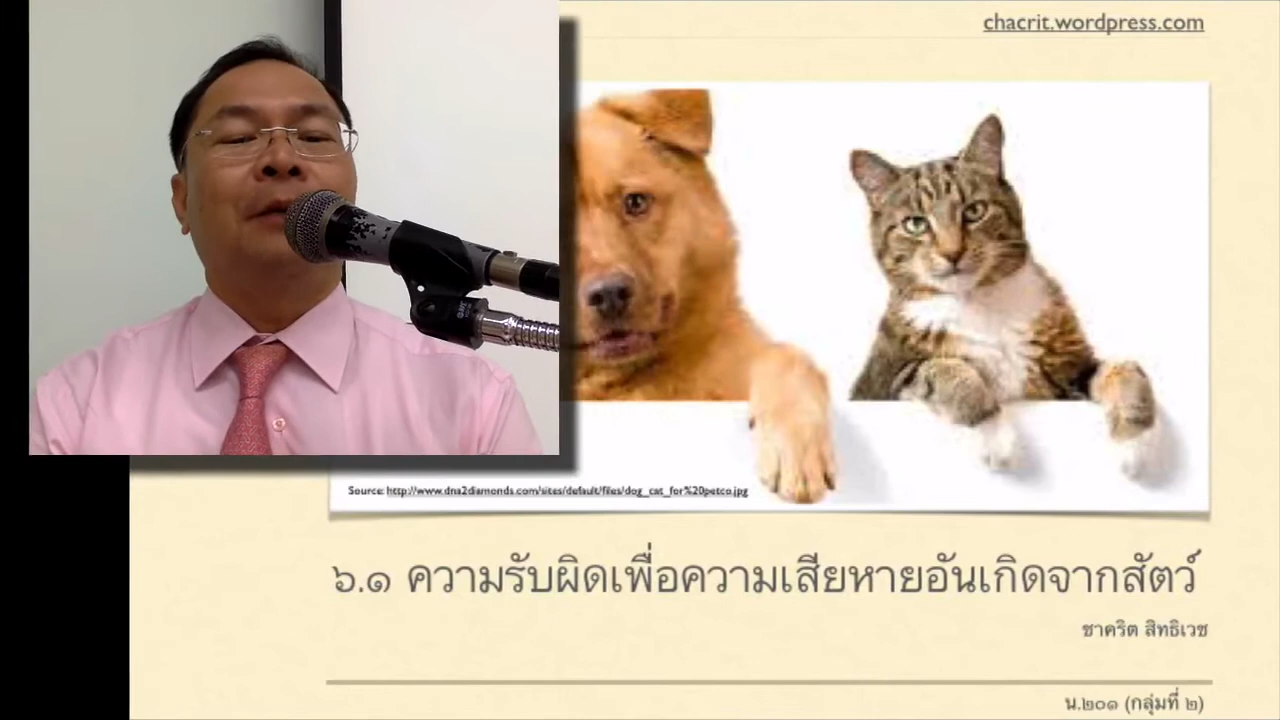 chacrit.wordpress.com
Source: http://www.dna2diamonds.com/sites/default/files/dog_cat_for%20petco.jpg
๖.๑ ความรับผิดเพื่อความเสียหายอันเกิดจากสัตว์
ชาคริต สิทธิเวช
น.๒๐๑ (กลุ่มที่ ๒)